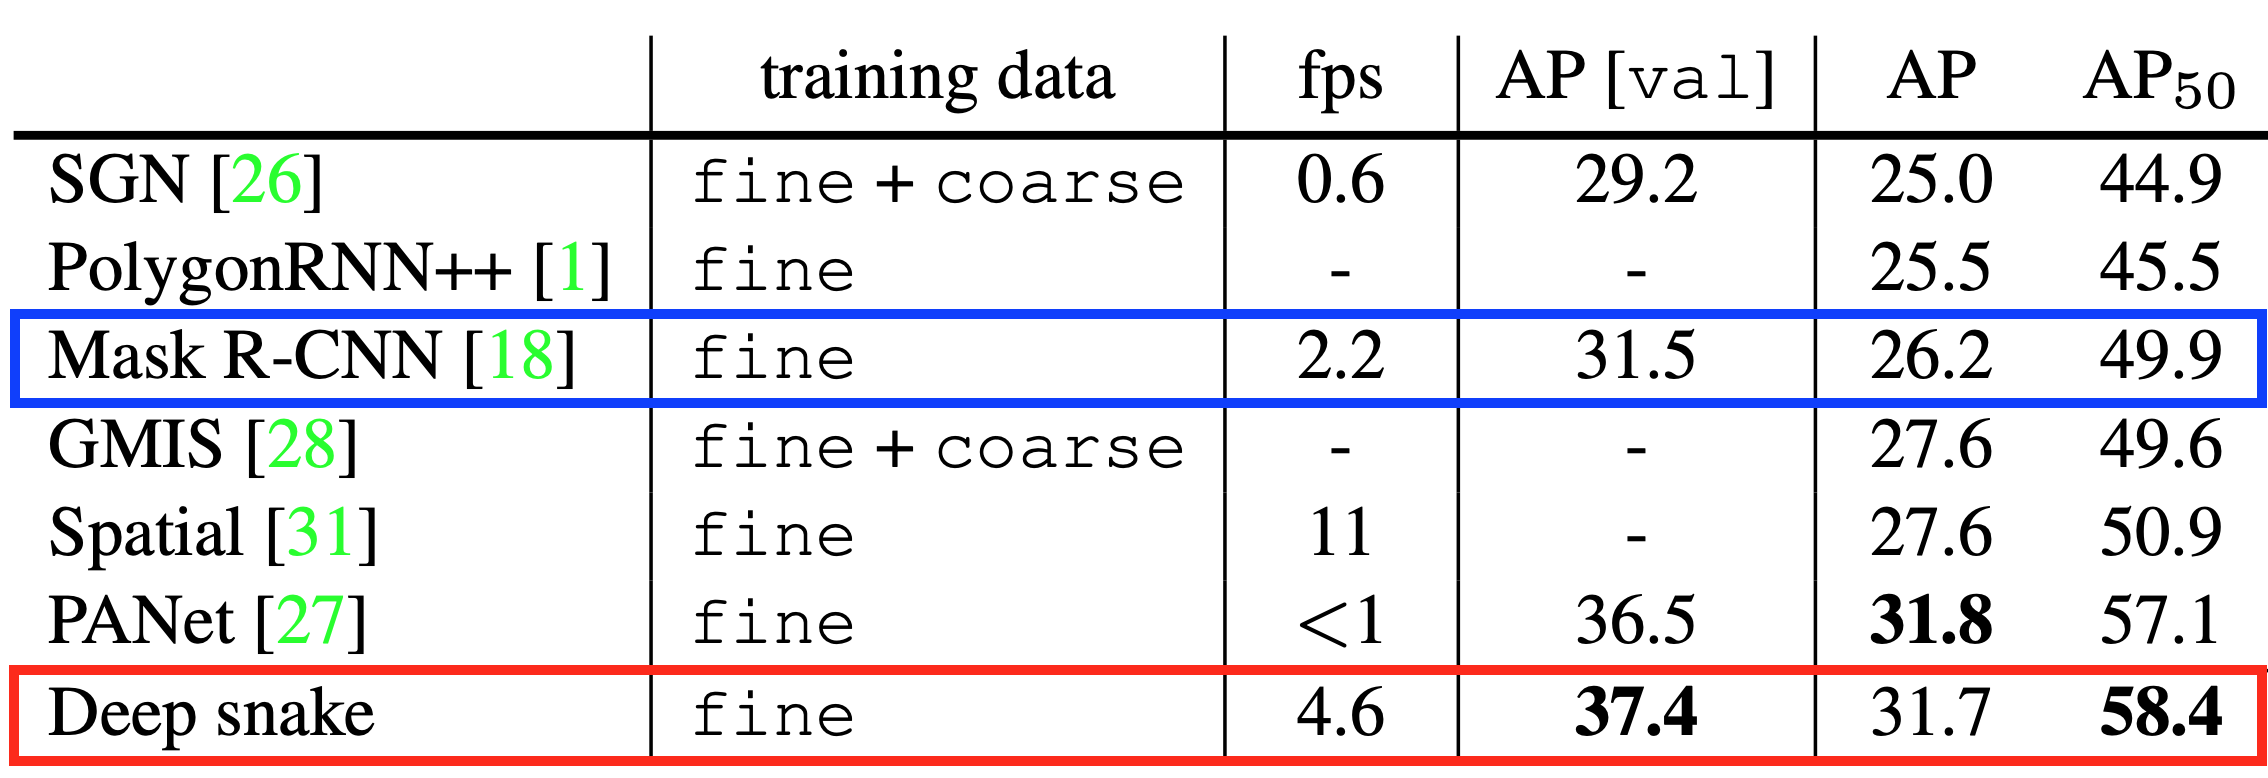 training data fps AP [val] AP AP50
SGN [26] fine + coarse 0.6 29.2 25.0 44.9
PolygonRNN++ [1] fine - - 25.5 45.5
Mask R-CNN [18] fine 2.2 31.5 26.2 49.9
GMIS [28] fine + coarse - - 27.6 49.6
Spatial [31] fine 11 - 27.6 50.9
PANet [27] fine <1 36.5 31.8 57.1
Deep snake fine 4.6 37.4 31.7 58.4